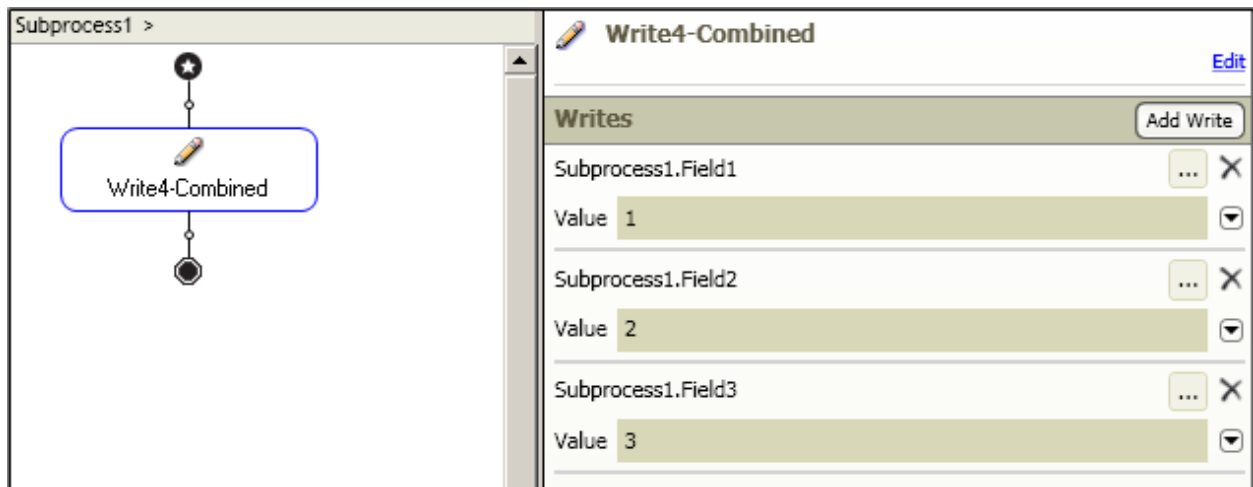 Subprocess1 >
Write4-Combined
Write4-Combined
Edit
Writes
Add Write
Subprocess1.Field1
...
Value 1
Subprocess1.Field2
...
Value 2
Subprocess1.Field3
...
Value 3